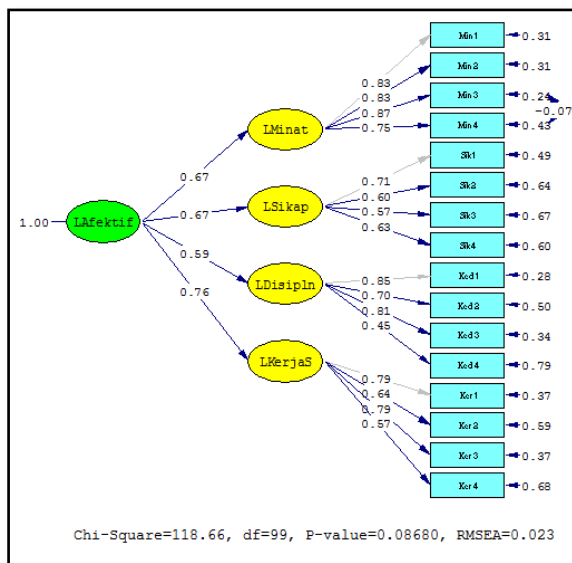 Min1 0.31
0.83
Min2 0.31
0.83
Min3 0.24
0.87
-0.07
LMinat
0.75
Min4 0.43
0.67
Sik1 0.49
0.71
Sik2 0.64
0.60
1.00 LAfektif
0.67
LSikap
0.57
Sik3 0.67
0.63
Sik4 0.60
0.59
Ked1 0.28
0.85
LDisipln
0.70
Ked2 0.50
0.76
0.81
Ked3 0.34
0.45
LKerjaS
Ked4 0.79
0.79
Ker1 0.37
0.64
Ker2 0.59
0.79
0.57
Ker3 0.37
Ker4 0.68
Chi-Square=118.66, df=99, P-value=0.08680, RMSEA=0.023